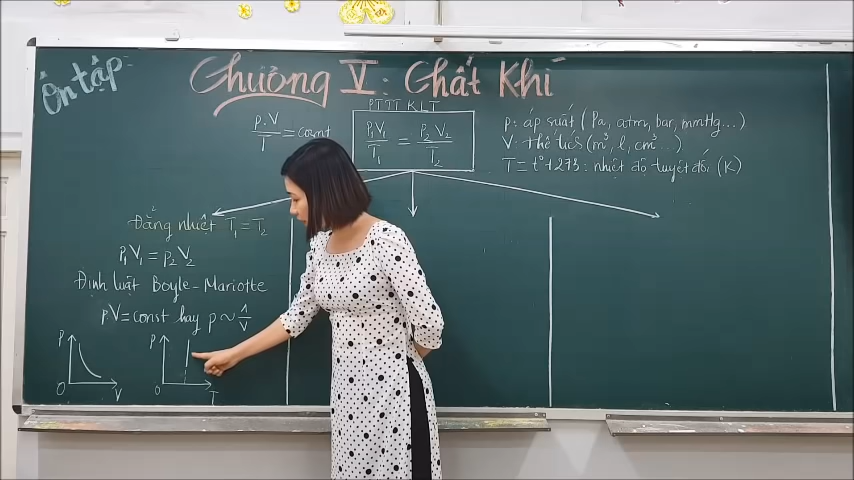 Ôn tập
Chương V : Chất Khí
PTTT KLT
p.V/T = const
p₁V₁/T₁ = p₂V₂/T₂
p: áp suất (Pa, atm, bar, mmHg...)
V: thể tích (m³, l, cm³...)
T = t° + 273: nhiệt độ tuyệt đối (K)
Đẳng nhiệt T₁ = T₂
p₁V₁ = p₂V₂
Định luật Boyle - Mariotte
pV = const hay p ~ 1/V
p
O
V
p
O
T